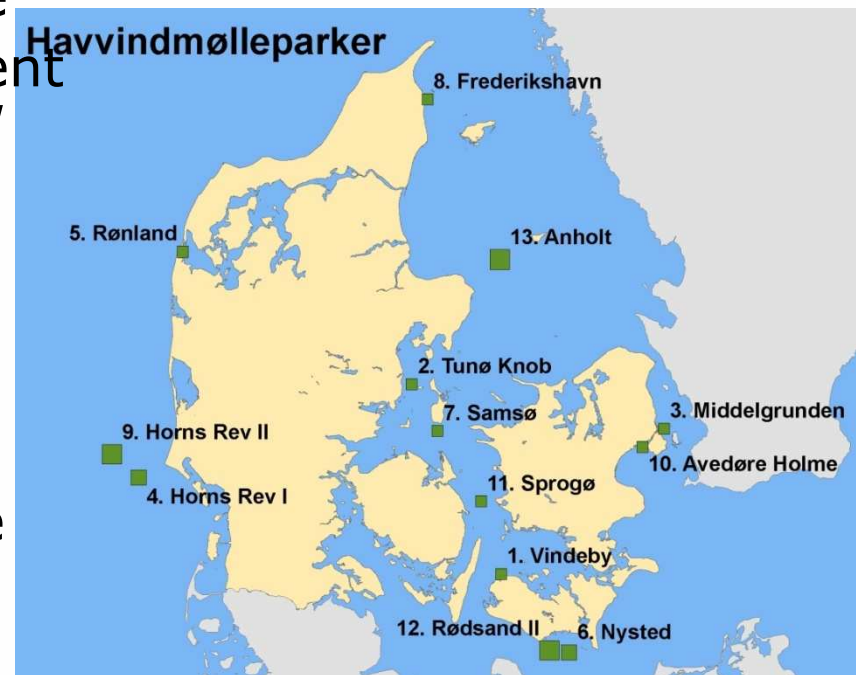 Havvindmølleparker
ent
8. Frederikshavn
5. Rønland
13. Anholt
2. Tunø Knob
7. Samsø
3. Middelgrunden
9. Horns Rev II
10. Avedøre Holme
4. Horns Rev I
11. Sprogø
1. Vindeby
12. Rødsand II
6. Nysted